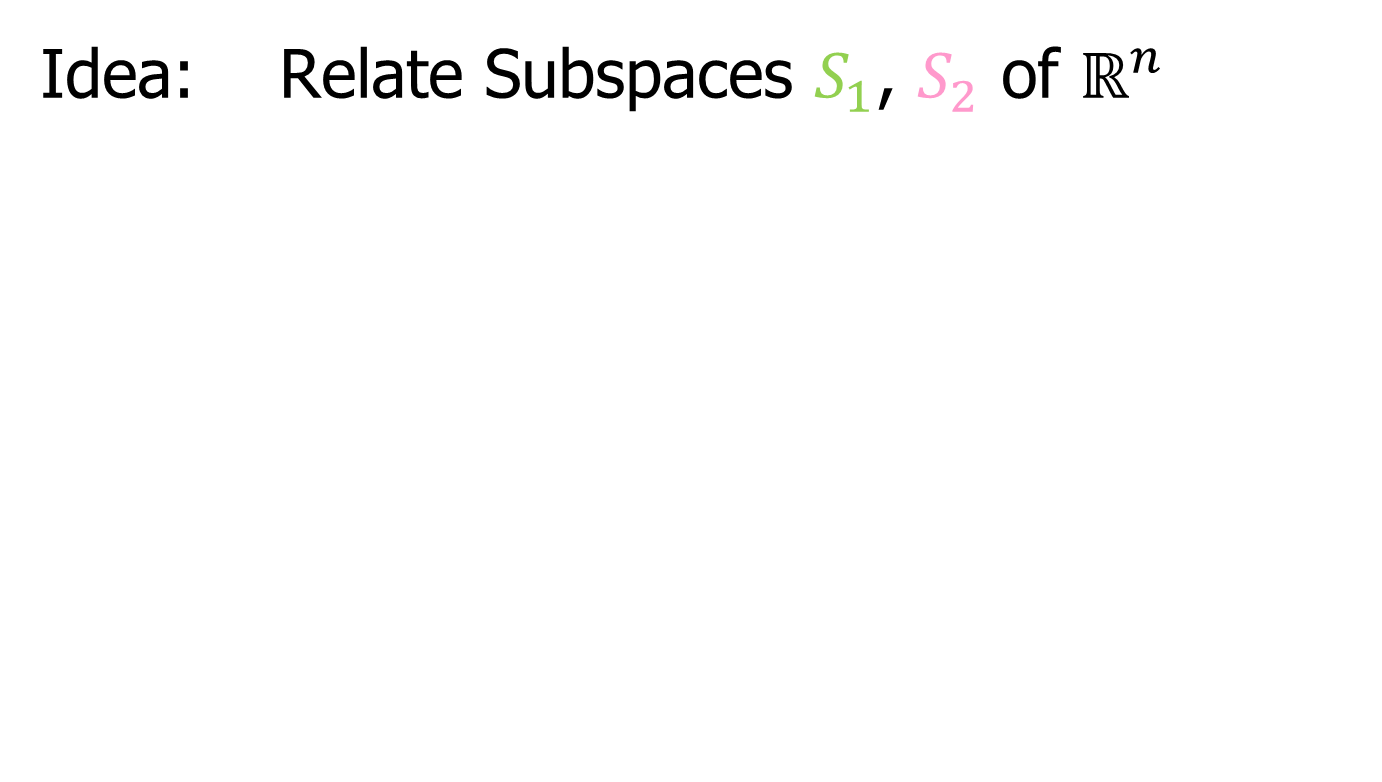 Idea: Relate Subspaces 𝑆₁, 𝑆₂ of ℝⁿ